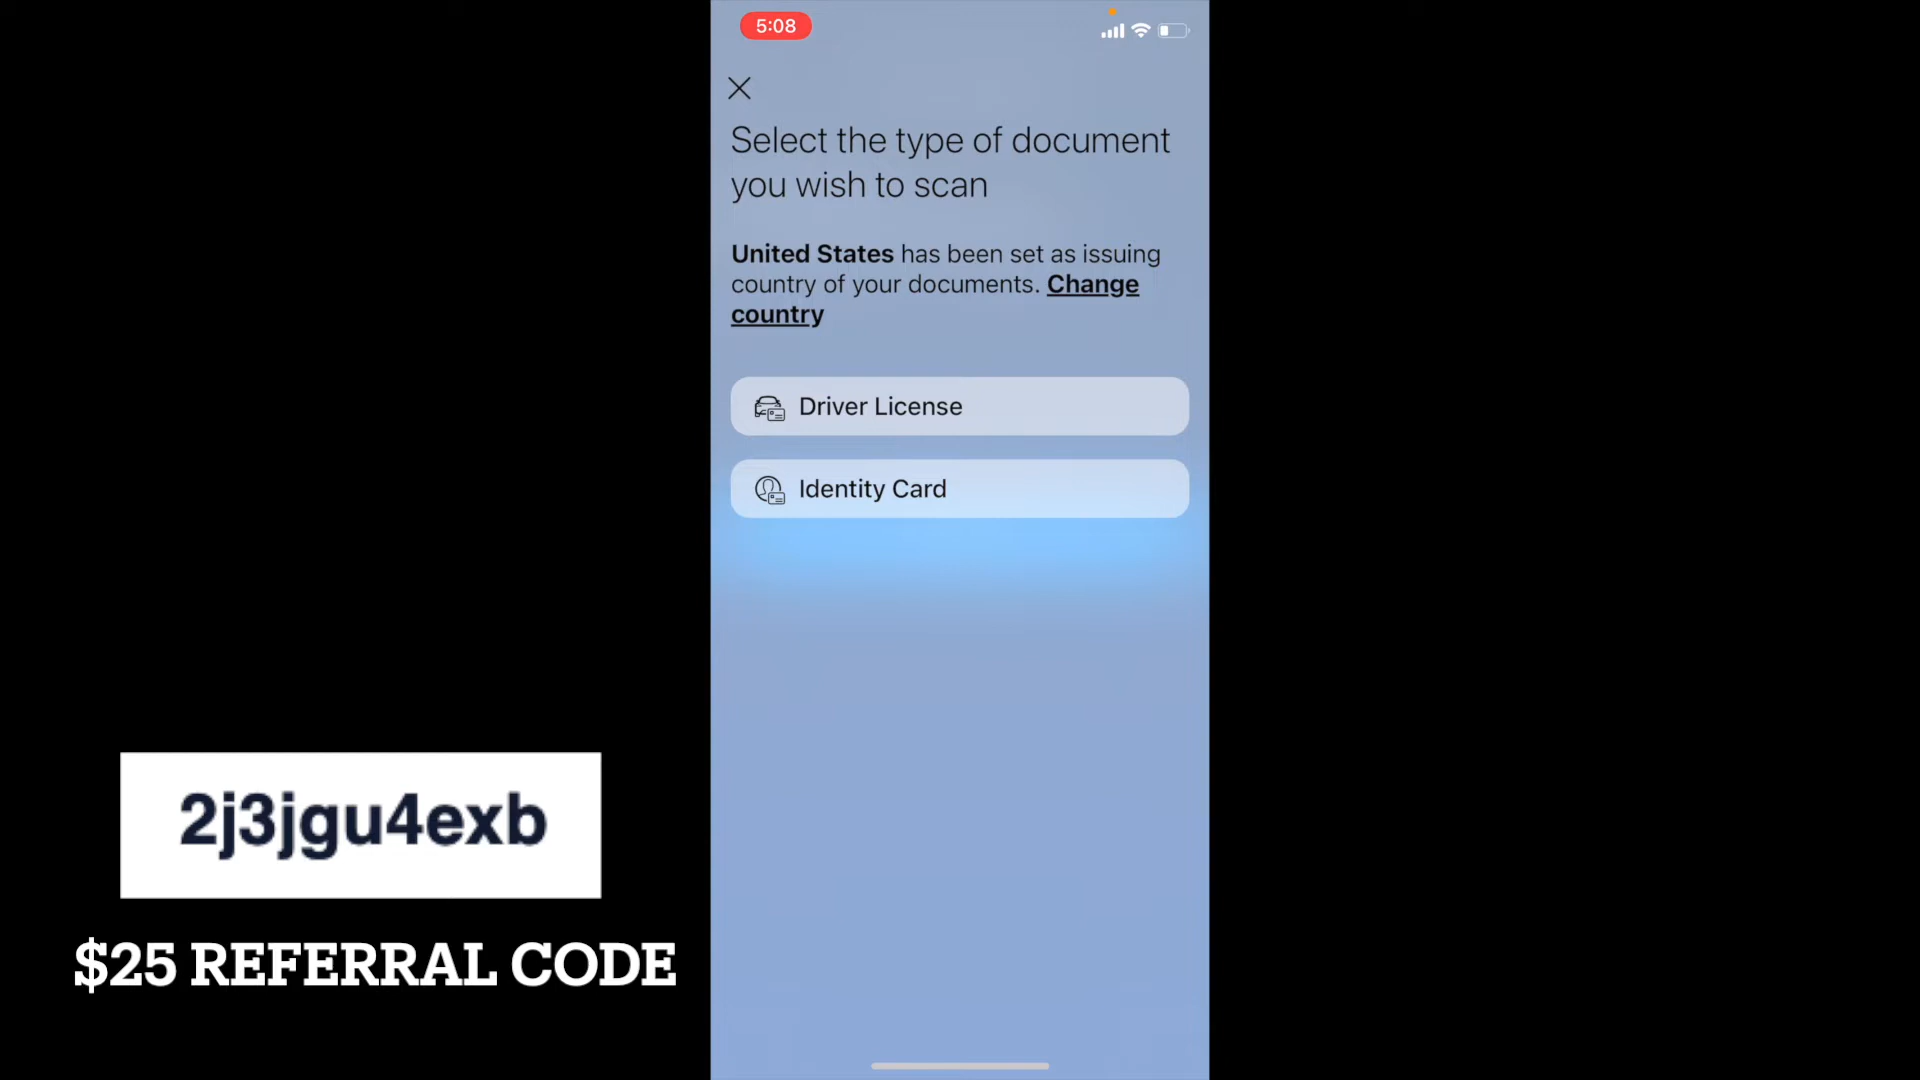 5:08
Select the type of document
you wish to scan
United States has been set as issuing
country of your documents. Change
country
Driver License
Identity Card
2j3jgu4exb
$25 REFERRAL CODE